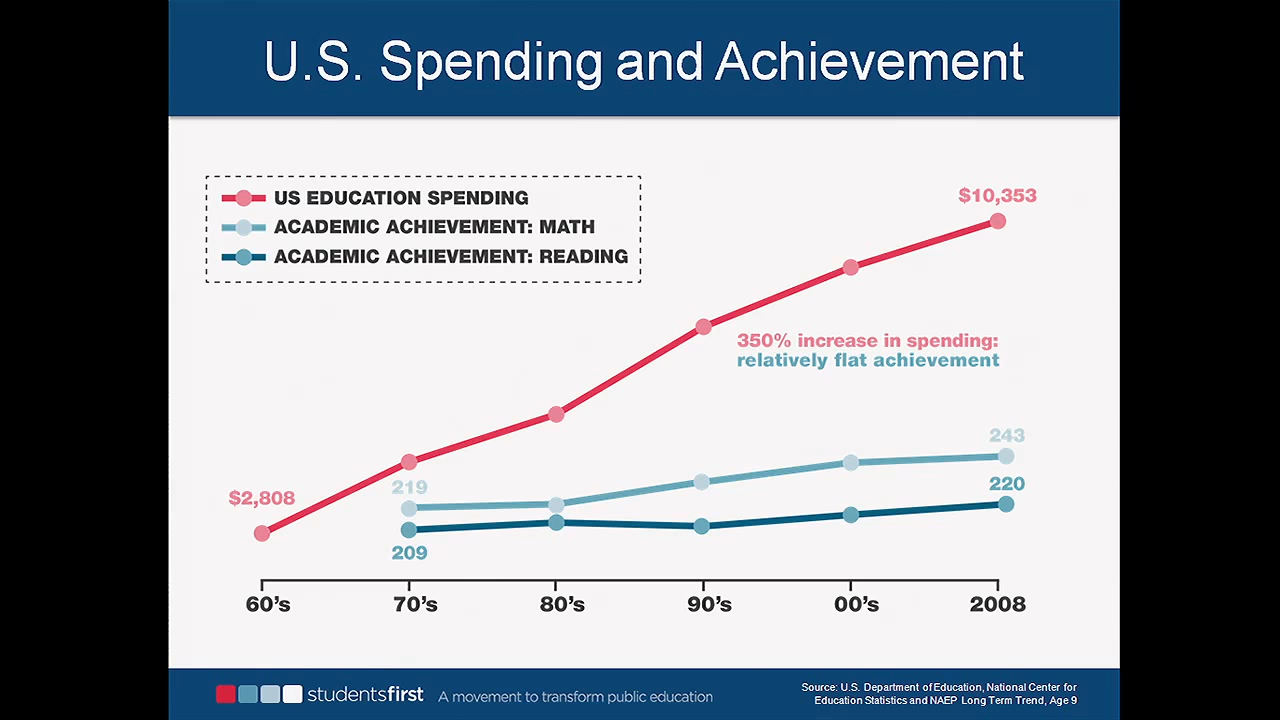 U.S. Spending and Achievement
US EDUCATION SPENDING
ACADEMIC ACHIEVEMENT: MATH
ACADEMIC ACHIEVEMENT: READING
$10,353
350% increase in spending:
relatively flat achievement
243
220
$2,808
219
209
60’s 70’s 80’s 90’s 00’s 2008
studentsfirst A movement to transform public education
Source: U.S. Department of Education, National Center for
Education Statistics and NAEP Long Term Trend, Age 9